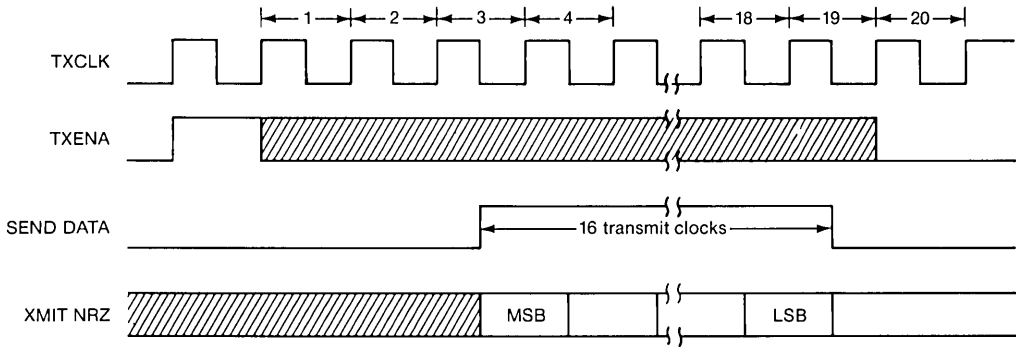 1 2 3 4 18 19 20
TXCLK
TXENA
SEND DATA
16 transmit clocks
XMIT NRZ
MSB LSB